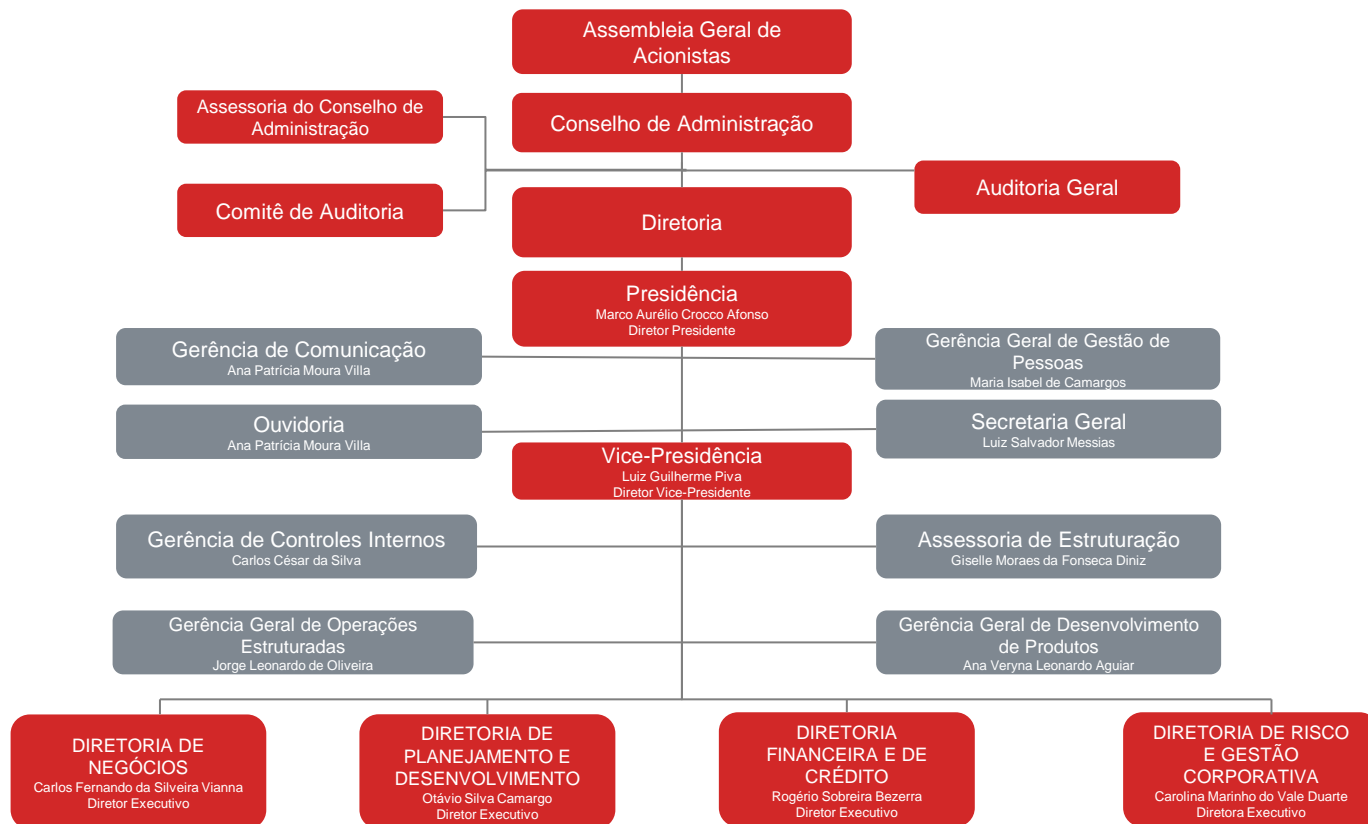 Assembleia Geral de
Acionistas
Assessoria do Conselho de
Administração
Conselho de Administração
Comitê de Auditoria
Auditoria Geral
Diretoria
Presidência
Marco Aurélio Crocco Afonso
Diretor Presidente
Gerência de Comunicação
Ana Patrícia Moura Villa
Gerência Geral de Gestão de
Pessoas
Maria Isabel de Camargos
Ouvidoria
Ana Patrícia Moura Villa
Secretaria Geral
Luiz Salvador Messias
Vice-Presidência
Luiz Guilherme Piva
Diretor Vice-Presidente
Gerência de Controles Internos
Carlos César da Silva
Assessoria de Estruturação
Giselle Moraes da Fonseca Diniz
Gerência Geral de Operações
Estruturadas
Jorge Leonardo de Oliveira
Gerência Geral de Desenvolvimento
de Produtos
Ana Veryna Leonardo Aguiar
DIRETORIA DE
NEGÓCIOS
Carlos Fernando da Silveira Vianna
Diretor Executivo
DIRETORIA DE
PLANEJAMENTO E
DESENVOLVIMENTO
Otávio Silva Camargo
Diretor Executivo
DIRETORIA
FINANCEIRA E DE
CRÉDITO
Rogério Sobreira Bezerra
Diretor Executivo
DIRETORIA DE RISCO
E GESTÃO
CORPORATIVA
Carolina Marinho do Vale Duarte
Diretora Executivo